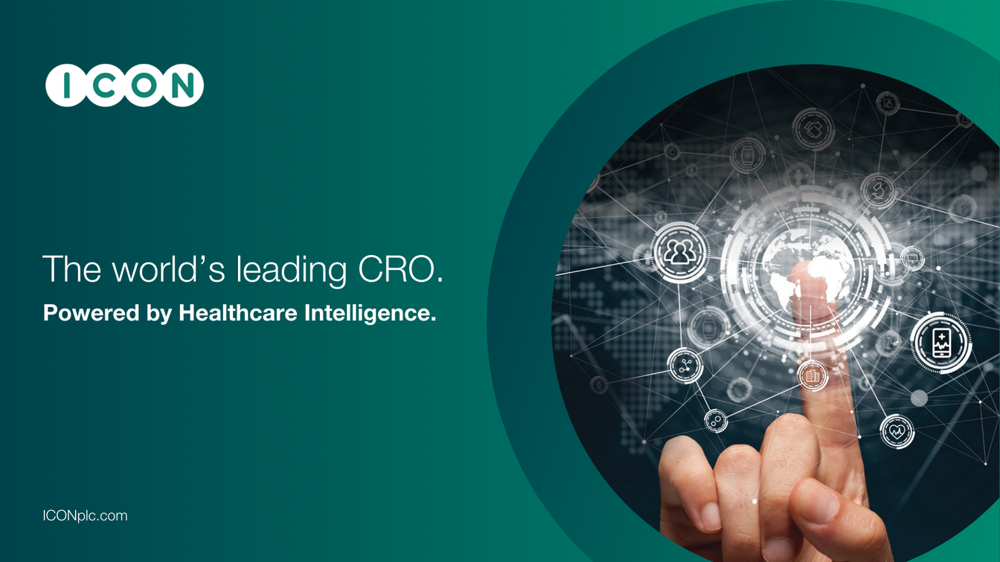 ICON
The world’s leading CRO.
Powered by Healthcare Intelligence.
ICONplc.com